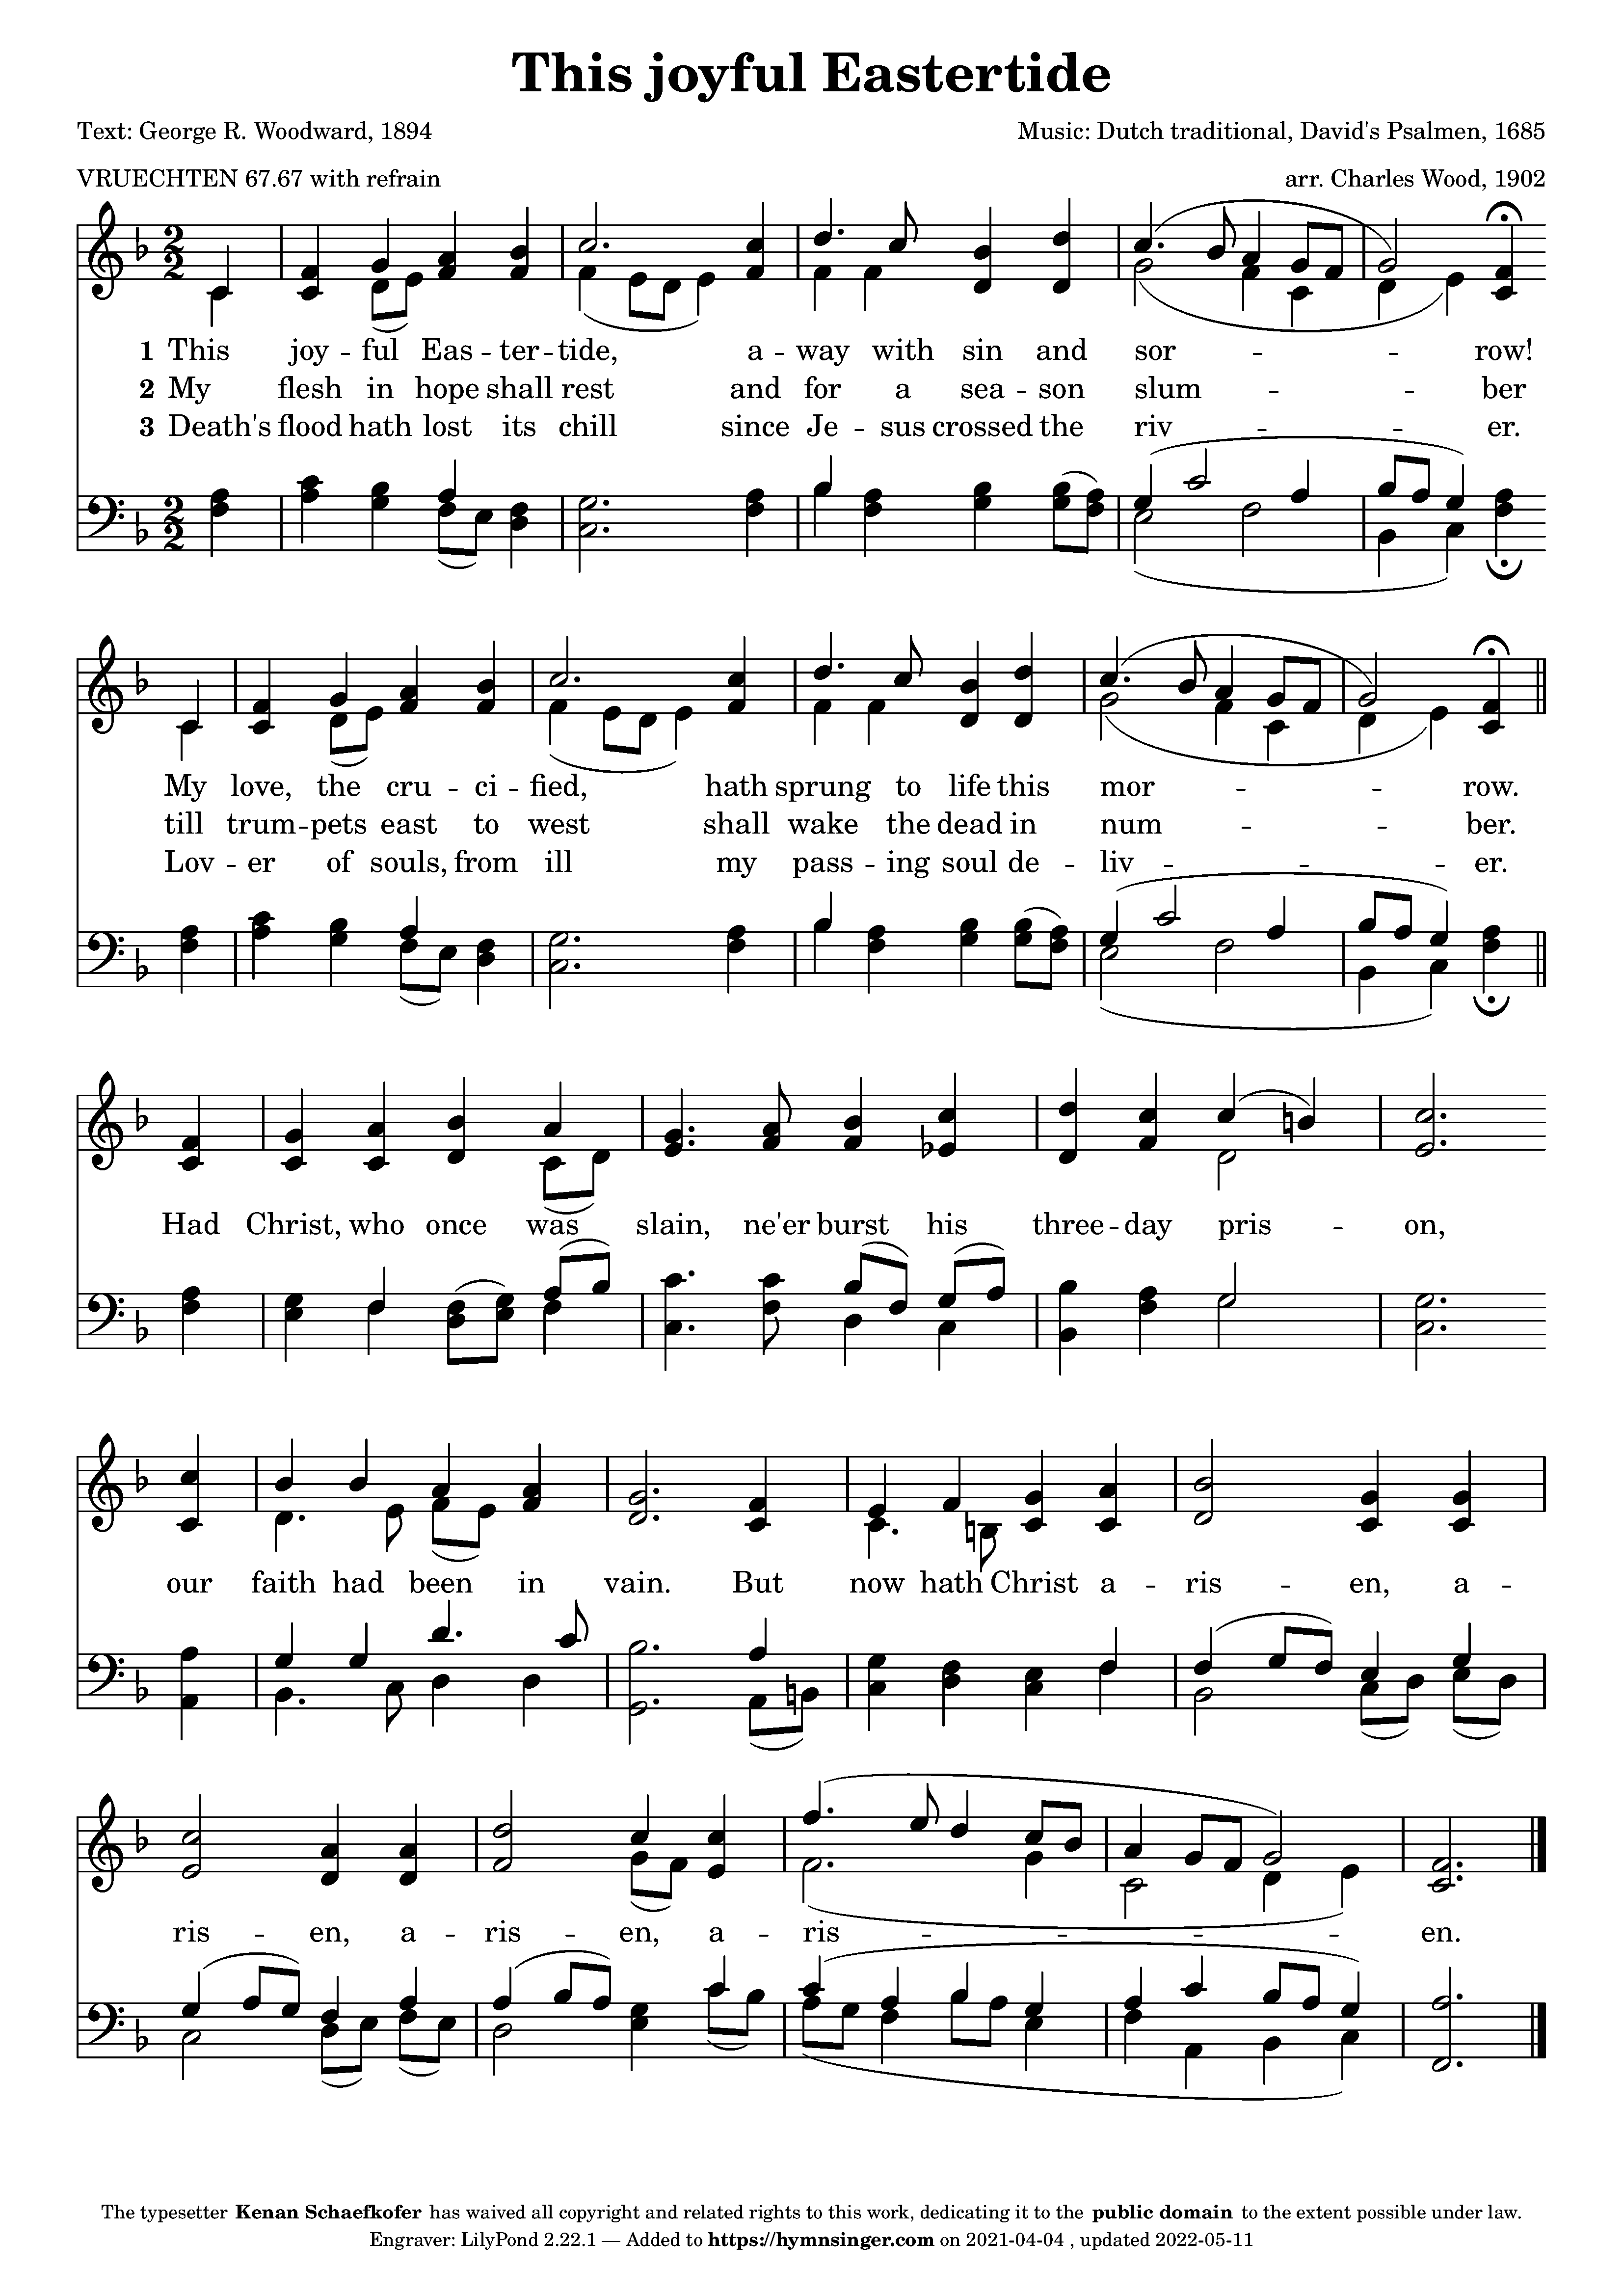 This joyful Eastertide
Text: George R. Woodward, 1894
Music: Dutch traditional, David's Psalmen, 1685
VRUECHTEN 67.67 with refrain
arr. Charles Wood, 1902
1 This joy -- ful Eas -- ter -- tide, a -- way with sin and sor -- -- -- row!
2 My flesh in hope shall rest and for a sea -- son slum -- -- ber
3 Death's flood hath lost its chill since Je -- sus crossed the riv -- -- -- er.
My love, the cru -- ci -- fied, hath sprung to life this mor -- -- -- row.
till trum -- pets east to west shall wake the dead in num -- -- -- ber.
Lov -- er of souls, from ill my pass -- ing soul de -- liv -- -- -- er.
Had Christ, who once was slain, ne'er burst his three -- day pris -- on,
our faith had been in vain. But now hath Christ a -- ris -- en, a --
ris -- en, a -- ris -- en, a -- ris -- -- -- -- -- en.
The typesetter Kenan Schaefkofer has waived all copyright and related rights to this work, dedicating it to the public domain to the extent possible under law.
Engraver: LilyPond 2.22.1 — Added to https://hymnsinger.com on 2021-04-04 , updated 2022-05-11